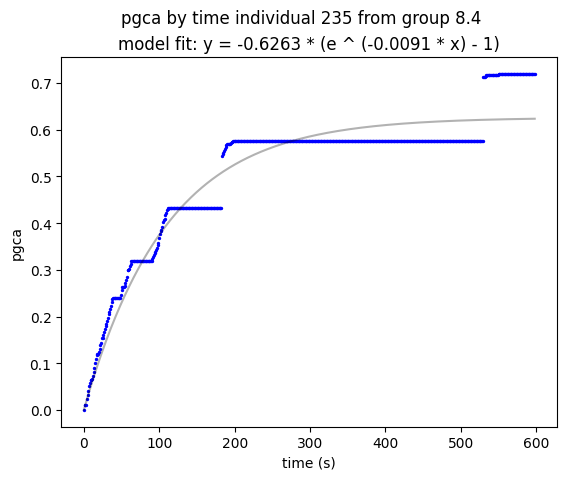 pgca by time individual 235 from group 8.4
model fit: y = -0.6263 * (e ^ (-0.0091 * x) - 1)
0.7
0.6
0.5
0.4
0.3
0.2
0.1
0.0
pgca
0 100 200 300 400 500 600
time (s)